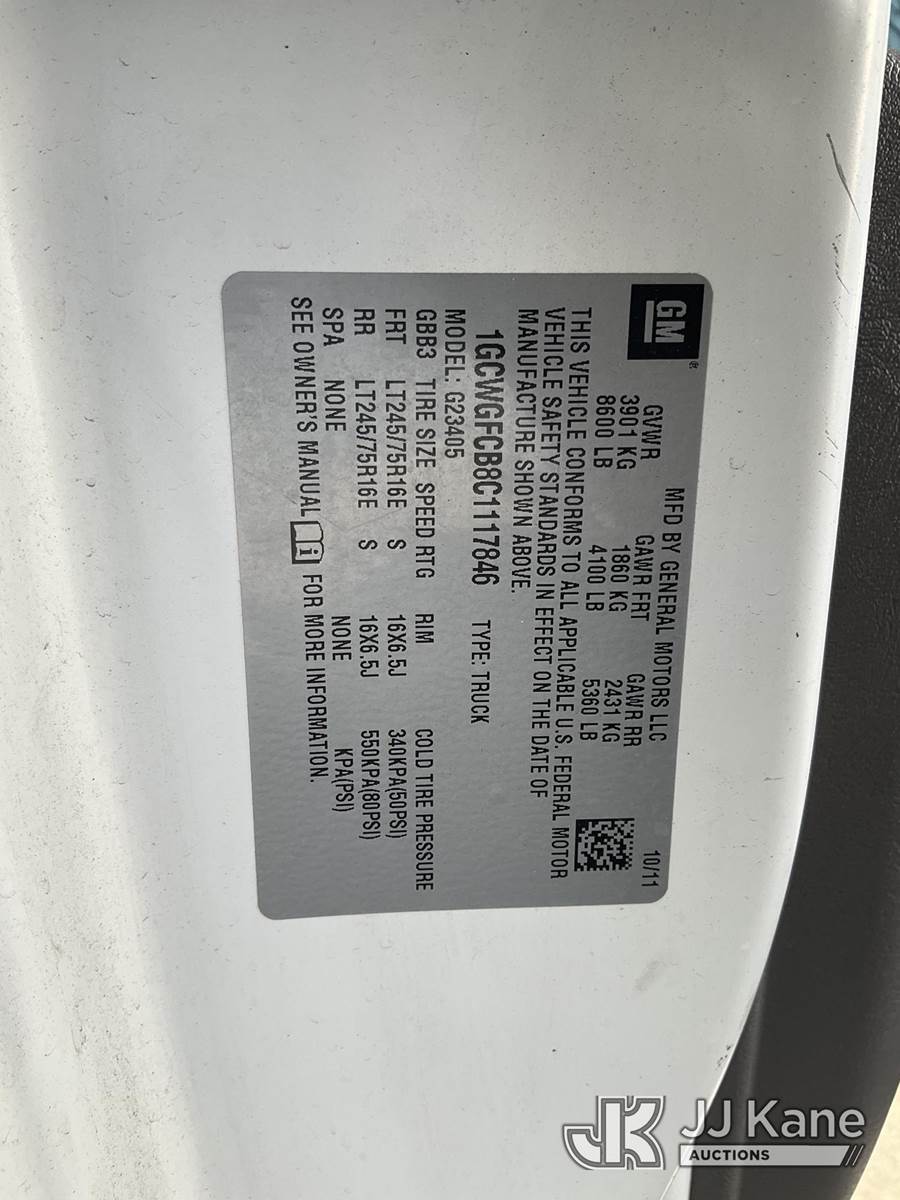 GM®
MFD BY GENERAL MOTORS LLC 10/11
GVWR GAWR FRT GAWR RR
3901 KG 1860 KG 2431 KG
8600 LB 4100 LB 5360 LB
THIS VEHICLE CONFORMS TO ALL APPLICABLE U.S. FEDERAL MOTOR
VEHICLE SAFETY STANDARDS IN EFFECT ON THE DATE OF
MANUFACTURE SHOWN ABOVE.
1GCWGFCB8C1117846 TYPE: TRUCK
MODEL: G23405
GBB3 TIRE SIZE SPEED RTG RIM COLD TIRE PRESSURE
FRT LT245/75R16E S 16X6.5J 340KPA(50PSI)
RR LT245/75R16E S 16X6.5J 550KPA(80PSI)
SPA NONE NONE KPA(PSI)
SEE OWNER'S MANUAL i FOR MORE INFORMATION.
JK JJ Kane
AUCTIONS